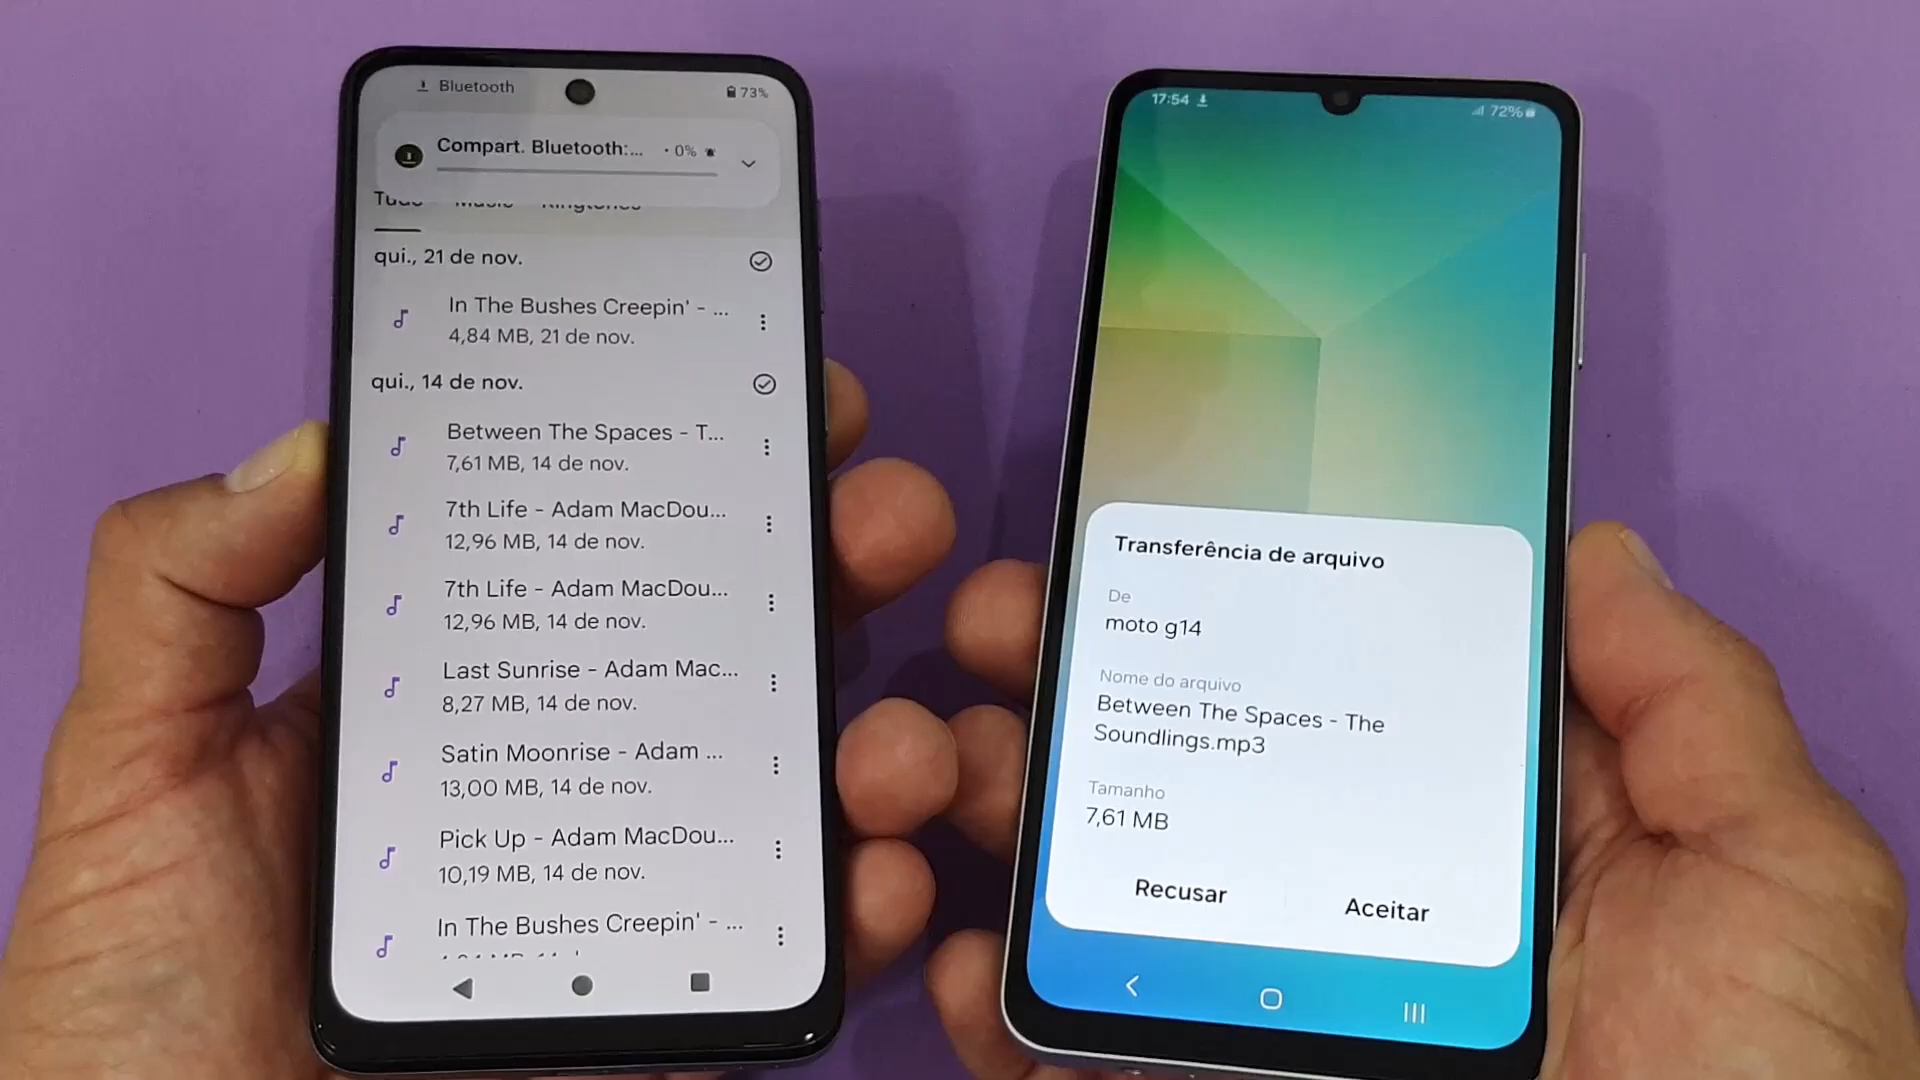 Bluetooth
73%
Compart. Bluetooth:... • 0%
Tudo Music Ringtones
qui., 21 de nov.
In The Bushes Creepin' - ...
4,84 MB, 21 de nov.
qui., 14 de nov.
Between The Spaces - T...
7,61 MB, 14 de nov.
7th Life - Adam MacDou...
12,96 MB, 14 de nov.
7th Life - Adam MacDou...
12,96 MB, 14 de nov.
Last Sunrise - Adam Mac...
8,27 MB, 14 de nov.
Satin Moonrise - Adam ...
13,00 MB, 14 de nov.
Pick Up - Adam MacDou...
10,19 MB, 14 de nov.
In The Bushes Creepin' - ...
17:54
72%
Transferência de arquivo
De
moto g14
Nome do arquivo
Between The Spaces - The
Soundlings.mp3
Tamanho
7,61 MB
Recusar Aceitar